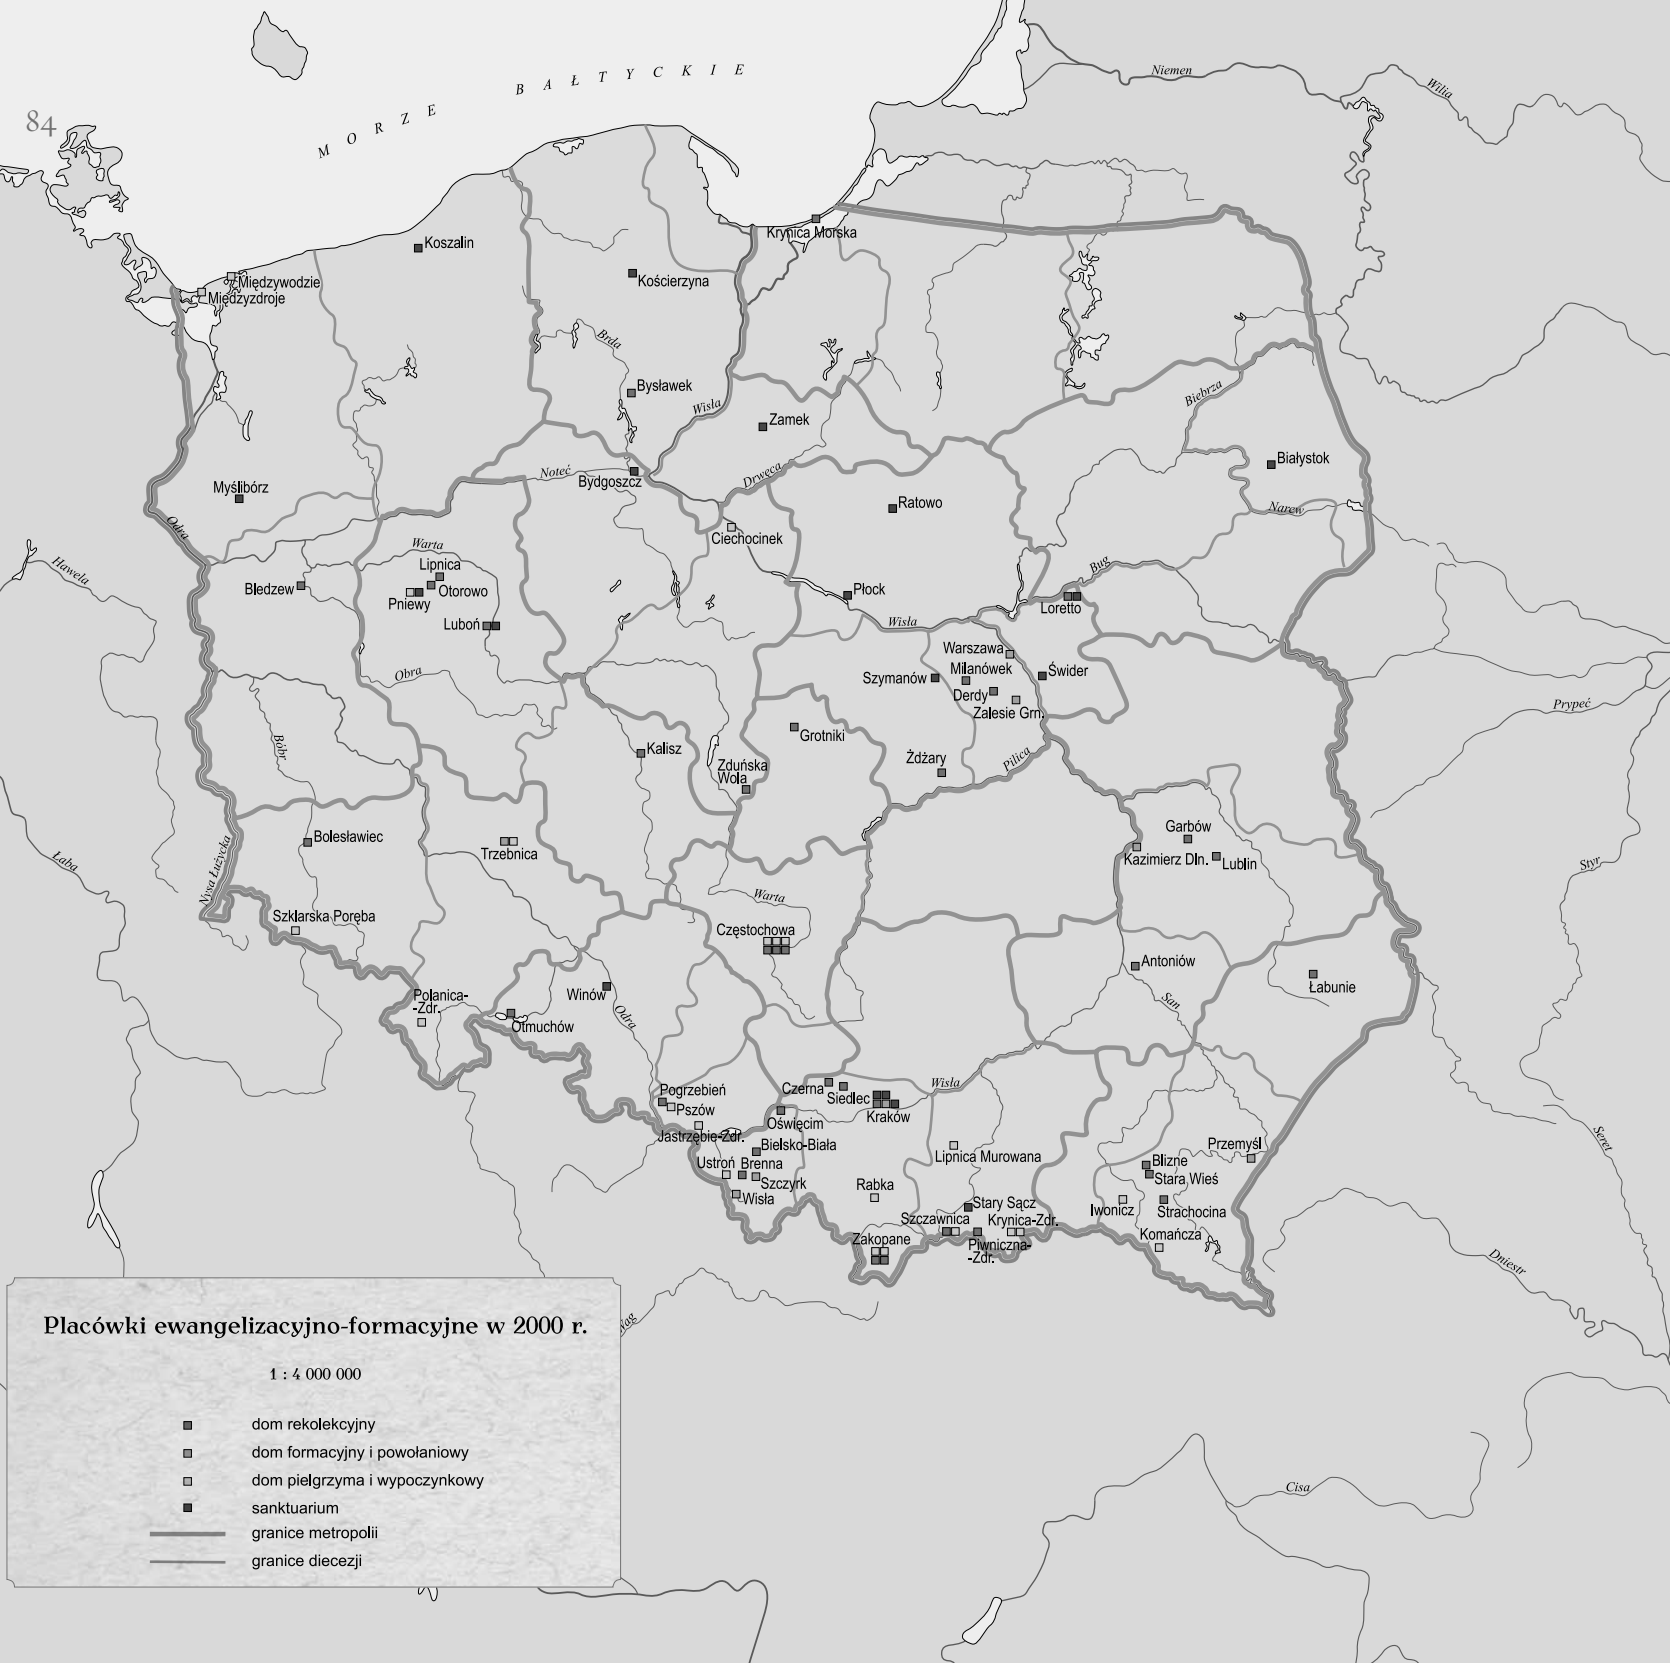 84
MORZE BAŁTYCKIE
Niemen
Wilia
Krynica Morska
Koszalin
Międzywodzie
Międzyzdroje
Kościerzyna
Brda
Bysławek
Wisła
Zamek
Biebrza
Białystok
Noteć
Bydgoszcz
Drwęca
Myślibórz
Ratowo
Narew
Odra
Ciechocinek
Hawela
Warta
Lipnica
Otorowo
Bledzew
Pniewy
Luboń
Płock
Bug
Loretto
Wisła
Warszawa
Milanówek
Świder
Szymanów
Derdy
Zalesie Grn.
Obra
Prypeć
Bóbr
Kalisz
Grotniki
Zduńska
Wola
Żdżary
Pilica
Bolesławiec
Trzebnica
Garbów
Kazimierz Dln.
Lublin
Łaba
Nysa Łużycka
Styr
Warta
Szklarska Poręba
Częstochowa
Antoniów
Łabunie
Winów
Polanica-
-Zdr.
Otmuchów
Odra
San
Pogrzebień
Pszów
Czerna
Siedlec
Wisła
Kraków
Oświęcim
Jastrzębie-Zdr.
Bielsko-Biała
Lipnica Murowana
Przemyśl
Seret
Ustroń
Brenna
Szczyrk
Wisła
Rabka
Blizne
Stara Wieś
Iwonicz
Strachocina
Stary Sącz
Szczawnica
Krynica-Zdr.
Piwniczna-
-Zdr.
Komańcza
Zakopane
Dniestr
Wag
Cisa
Placówki ewangelizacyjno-formacyjne w 2000 r.
1 : 4 000 000
dom rekolekcyjny
dom formacyjny i powołaniowy
dom pielgrzyma i wypoczynkowy
sanktuarium
granice metropolii
granice diecezji